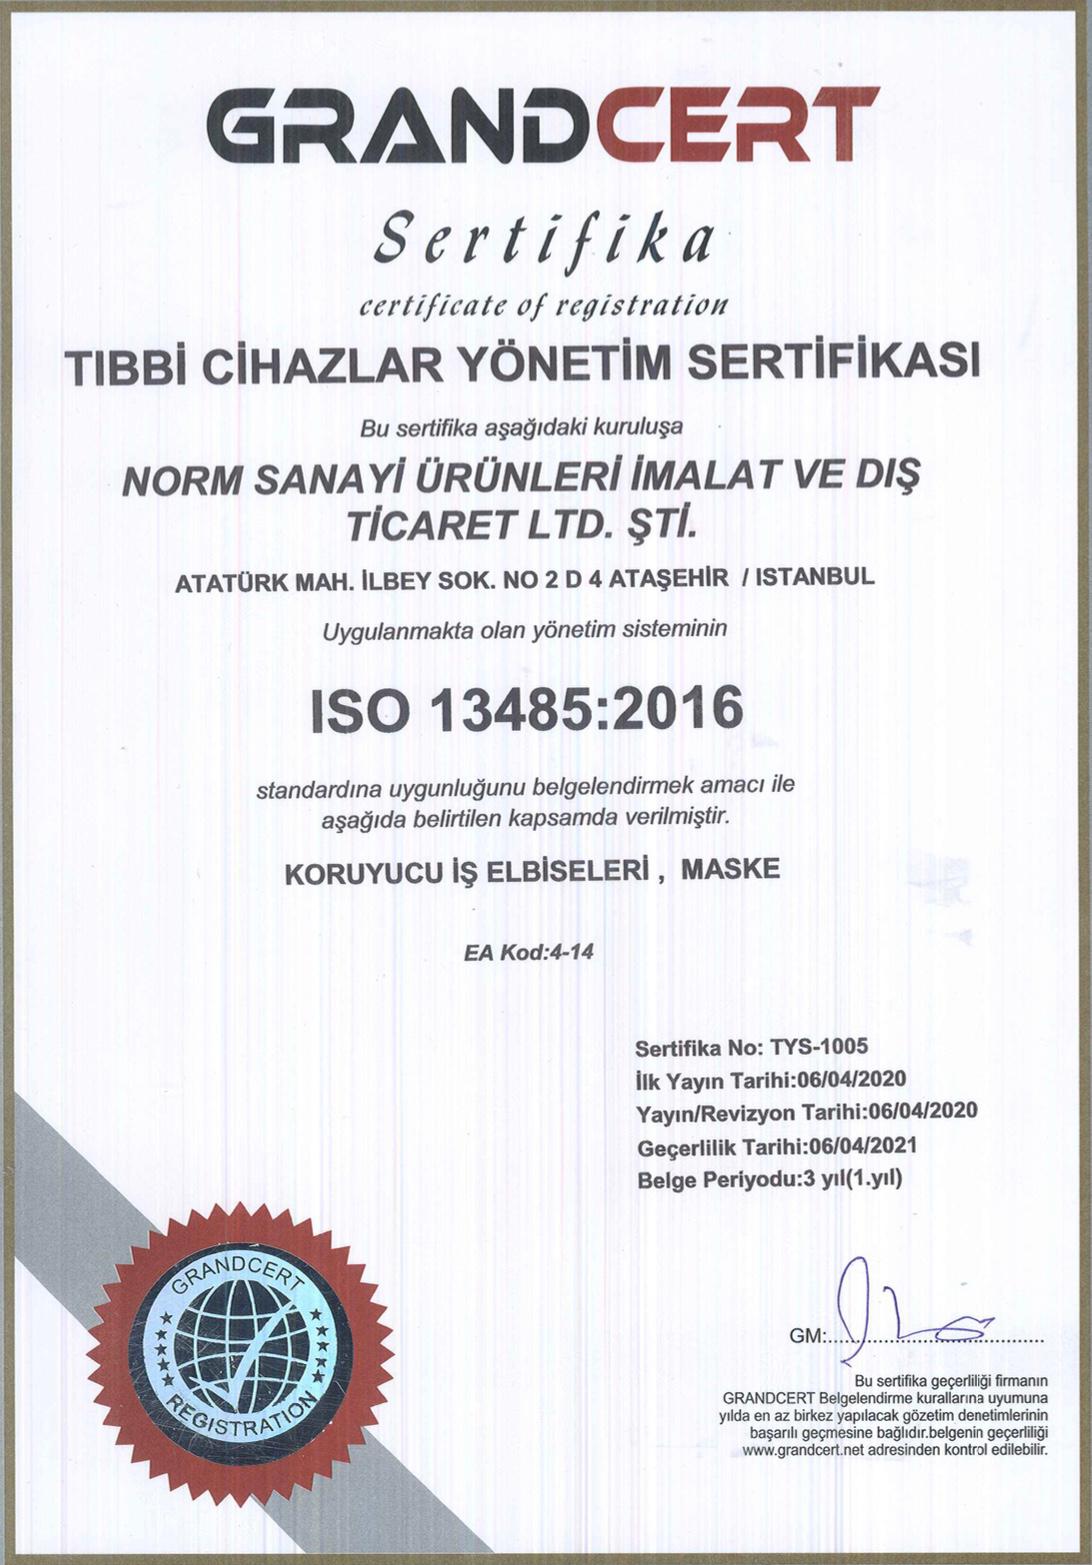 GRANDCERT
Sertifika
certificate of registration
TIBBİ CİHAZLAR YÖNETİM SERTİFİKASI
Bu sertifika aşağıdaki kuruluşa
NORM SANAYİ ÜRÜNLERİ İMALAT VE DIŞ
TİCARET LTD. ŞTİ.
ATATÜRK MAH. İLBEY SOK. NO 2 D 4 ATAŞEHİR / ISTANBUL
Uygulanmakta olan yönetim sisteminin
ISO 13485:2016
standardına uygunluğunu belgelendirmek amacı ile
aşağıda belirtilen kapsamda verilmiştir.
KORUYUCU İŞ ELBİSELERİ , MASKE
EA Kod:4-14
Sertifika No: TYS-1005
İlk Yayın Tarihi:06/04/2020
Yayın/Revizyon Tarihi:06/04/2020
Geçerlilik Tarihi:06/04/2021
Belge Periyodu:3 yıl(1.yıl)
GRANDCERT
REGISTRATION
GM:
Bu sertifika geçerliliği firmanın
GRANDCERT Belgelendirme kurallarına uyumuna
yılda en az birkez yapılacak gözetim denetimlerinin
başarılı geçmesine bağlıdır.belgenin geçerliliği
www.grandcert.net adresinden kontrol edilebilir.